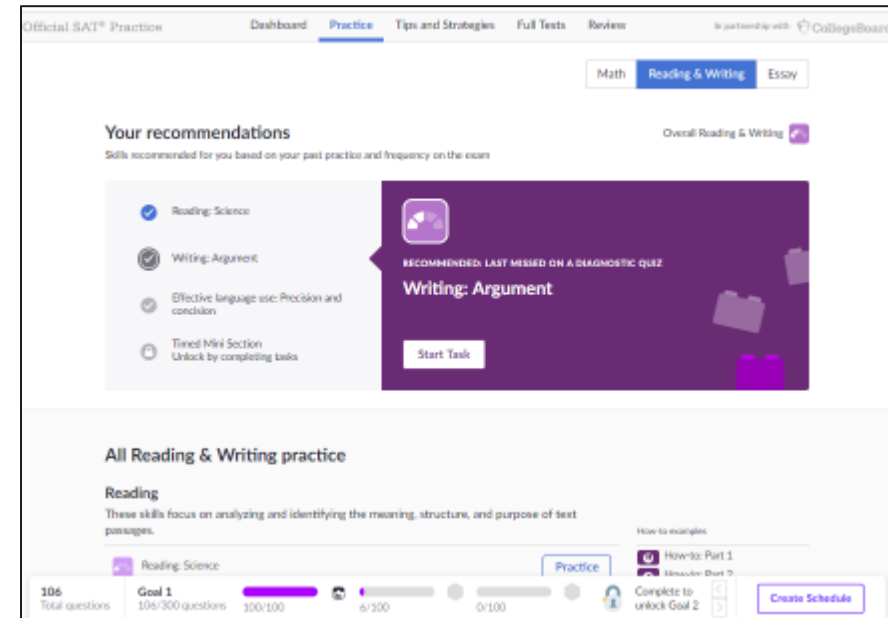 Official SAT® Practice
Dashboard Practice Tips and Strategies Full Tests Review
In partnership with CollegeBoard
Math Reading & Writing Essay
Your recommendations
Overall Reading & Writing
Skills recommended for you based on your past practice and frequency on the exam
Reading: Science
Writing: Argument
Effective language use: Precision and
concision
Timed Mini Section
Unlock by completing tasks
RECOMMENDED: LAST MISSED ON A DIAGNOSTIC QUIZ
Writing: Argument
Start Task
All Reading & Writing practice
Reading
These skills focus on analyzing and identifying the meaning, structure, and purpose of text
passages.
How-to examples
Reading: Science
Practice
How-to: Part 1
How-to: Part 2
106
Total questions
Goal 1
106/300 questions
100/100
6/100
0/100
Complete to
unlock Goal 2
Create Schedule